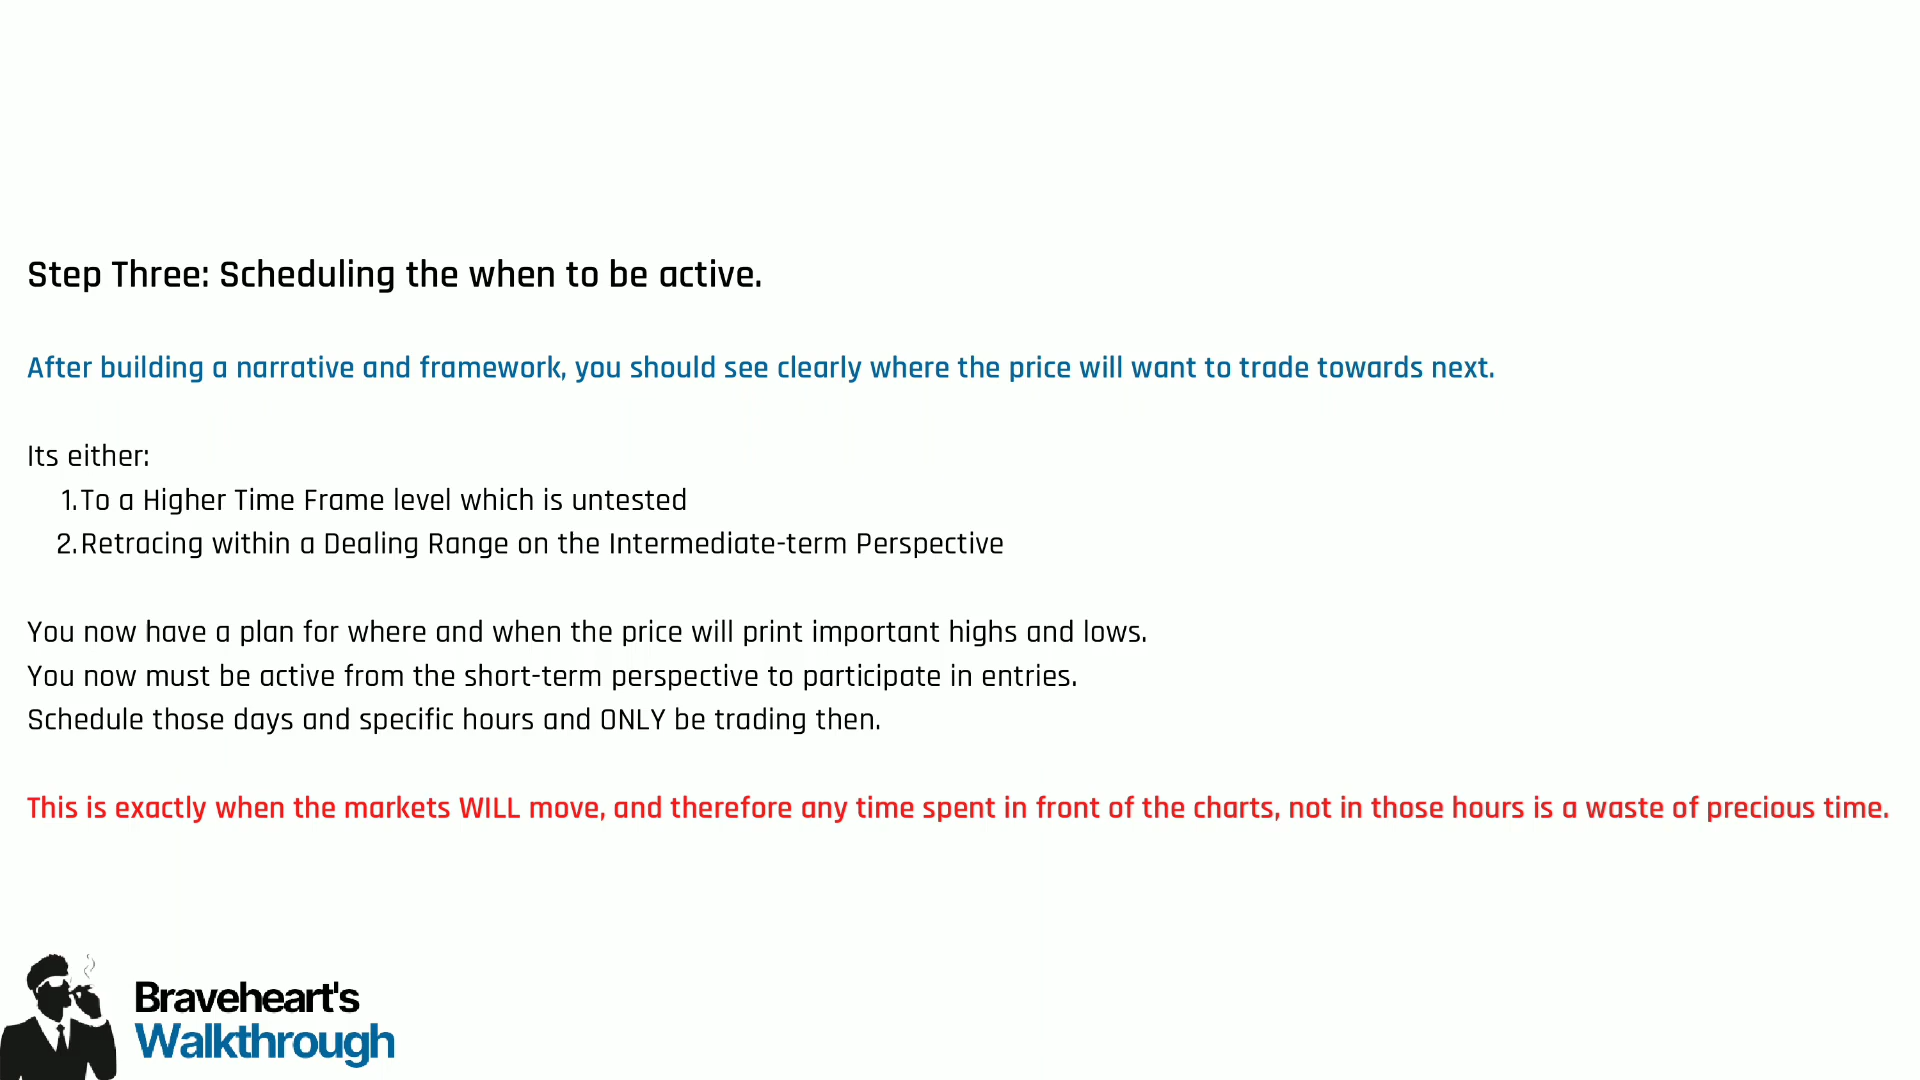 Step Three: Scheduling the when to be active.
After building a narrative and framework, you should see clearly where the price will want to trade towards next.
Its either:
1.To a Higher Time Frame level which is untested
2.Retracing within a Dealing Range on the Intermediate-term Perspective
You now have a plan for where and when the price will print important highs and lows.
You now must be active from the short-term perspective to participate in entries.
Schedule those days and specific hours and ONLY be trading then.
This is exactly when the markets WILL move, and therefore any time spent in front of the charts, not in those hours is a waste of precious time.
Braveheart's
Walkthrough